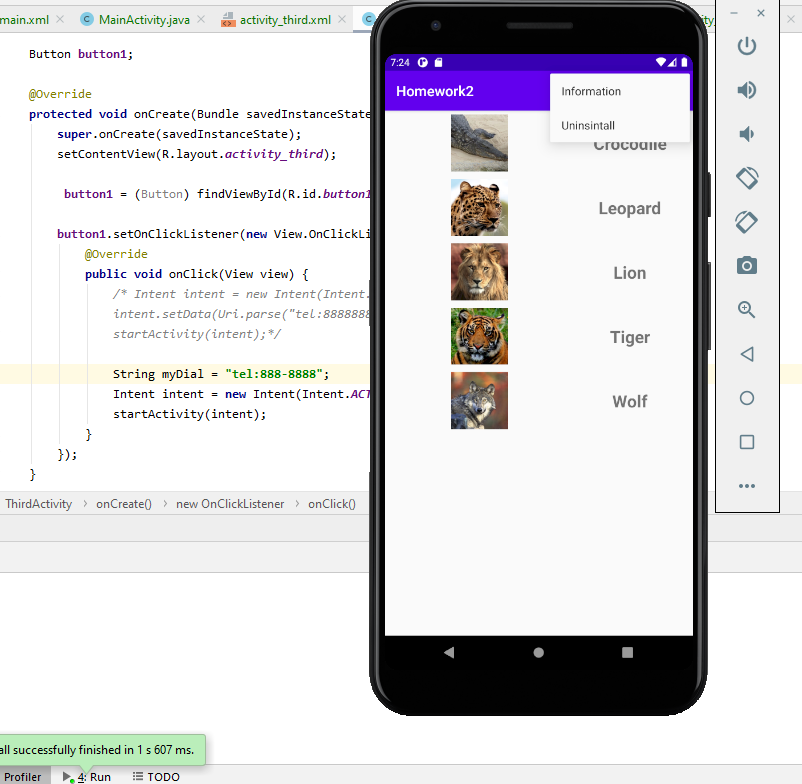 main.xml MainActivity.java activity_third.xml
Button button1;
@Override
protected void onCreate(Bundle savedInstanceState
super.onCreate(savedInstanceState);
setContentView(R.layout.activity_third);
button1 = (Button) findViewById(R.id.button1
button1.setOnClickListener(new View.OnClickLi
@Override
public void onClick(View view) {
/* Intent intent = new Intent(Intent.
intent.setData(Uri.parse("tel:8888888
startActivity(intent);*/
String myDial = "tel:888-8888";
Intent intent = new Intent(Intent.ACT
startActivity(intent);
}
});
}
ThirdActivity onCreate() new OnClickListener onClick()
7:24
Homework2
Information
Uninsintall
Crocodile
Leopard
Lion
Tiger
Wolf
all successfully finished in 1 s 607 ms.
Profiler 4: Run TODO